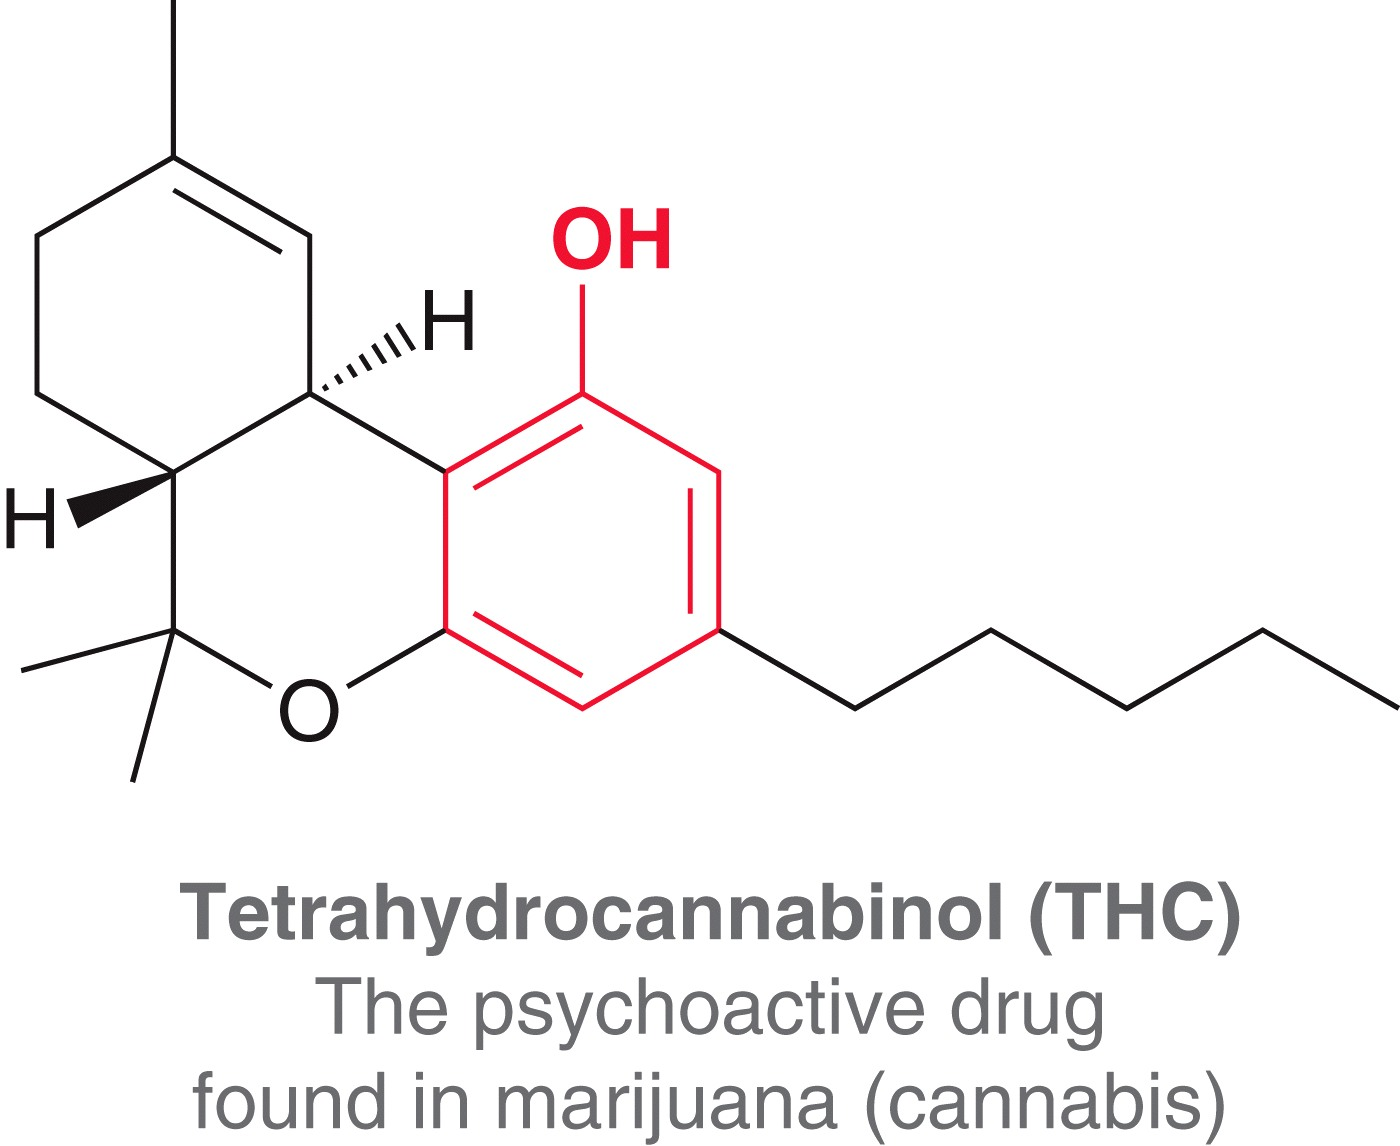 OH
H
H
O
Tetrahydrocannabinol (THC)
The psychoactive drug
found in marijuana (cannabis)